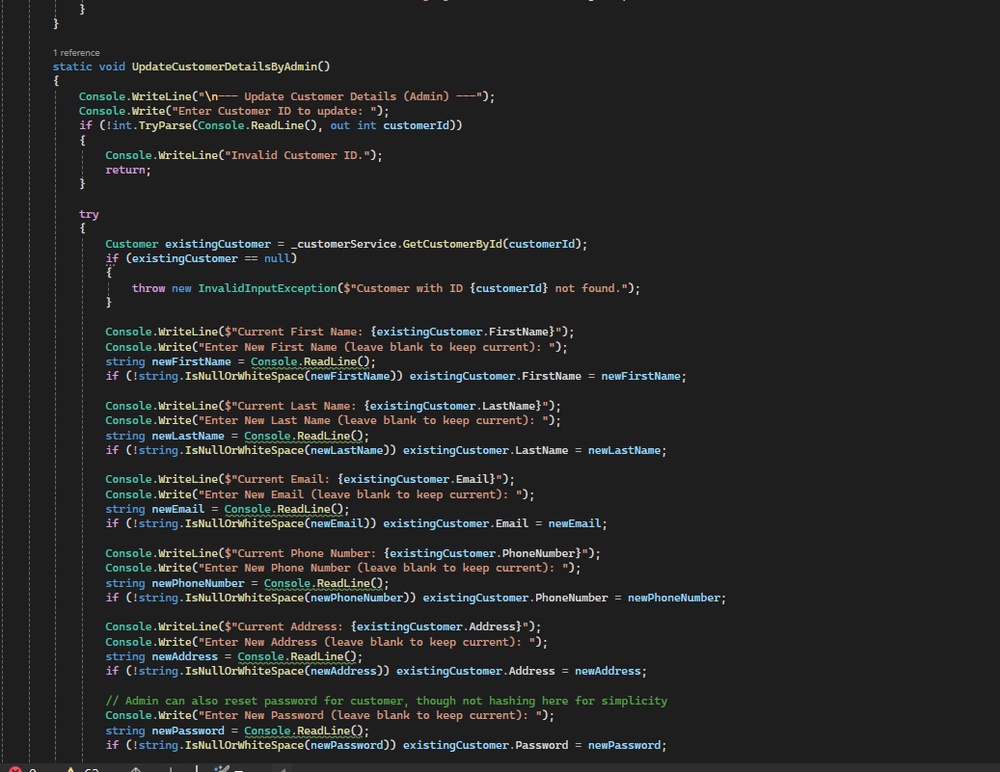 }
}
1 reference
static void UpdateCustomerDetailsByAdmin()
{
Console.WriteLine("\n--- Update Customer Details (Admin) ---");
Console.Write("Enter Customer ID to update: ");
if (!int.TryParse(Console.ReadLine(), out int customerId))
{
Console.WriteLine("Invalid Customer ID.");
return;
}
try
{
Customer existingCustomer = _customerService.GetCustomerById(customerId);
if (existingCustomer == null)
{
throw new InvalidInputException($"Customer with ID {customerId} not found.");
}
Console.WriteLine($"Current First Name: {existingCustomer.FirstName}");
Console.Write("Enter New First Name (leave blank to keep current): ");
string newFirstName = Console.ReadLine();
if (!string.IsNullOrWhiteSpace(newFirstName)) existingCustomer.FirstName = newFirstName;
Console.WriteLine($"Current Last Name: {existingCustomer.LastName}");
Console.Write("Enter New Last Name (leave blank to keep current): ");
string newLastName = Console.ReadLine();
if (!string.IsNullOrWhiteSpace(newLastName)) existingCustomer.LastName = newLastName;
Console.WriteLine($"Current Email: {existingCustomer.Email}");
Console.Write("Enter New Email (leave blank to keep current): ");
string newEmail = Console.ReadLine();
if (!string.IsNullOrWhiteSpace(newEmail)) existingCustomer.Email = newEmail;
Console.WriteLine($"Current Phone Number: {existingCustomer.PhoneNumber}");
Console.Write("Enter New Phone Number (leave blank to keep current): ");
string newPhoneNumber = Console.ReadLine();
if (!string.IsNullOrWhiteSpace(newPhoneNumber)) existingCustomer.PhoneNumber = newPhoneNumber;
Console.WriteLine($"Current Address: {existingCustomer.Address}");
Console.Write("Enter New Address (leave blank to keep current): ");
string newAddress = Console.ReadLine();
if (!string.IsNullOrWhiteSpace(newAddress)) existingCustomer.Address = newAddress;
// Admin can also reset password for customer, though not hashing here for simplicity
Console.Write("Enter New Password (leave blank to keep current): ");
string newPassword = Console.ReadLine();
if (!string.IsNullOrWhiteSpace(newPassword)) existingCustomer.Password = newPassword;